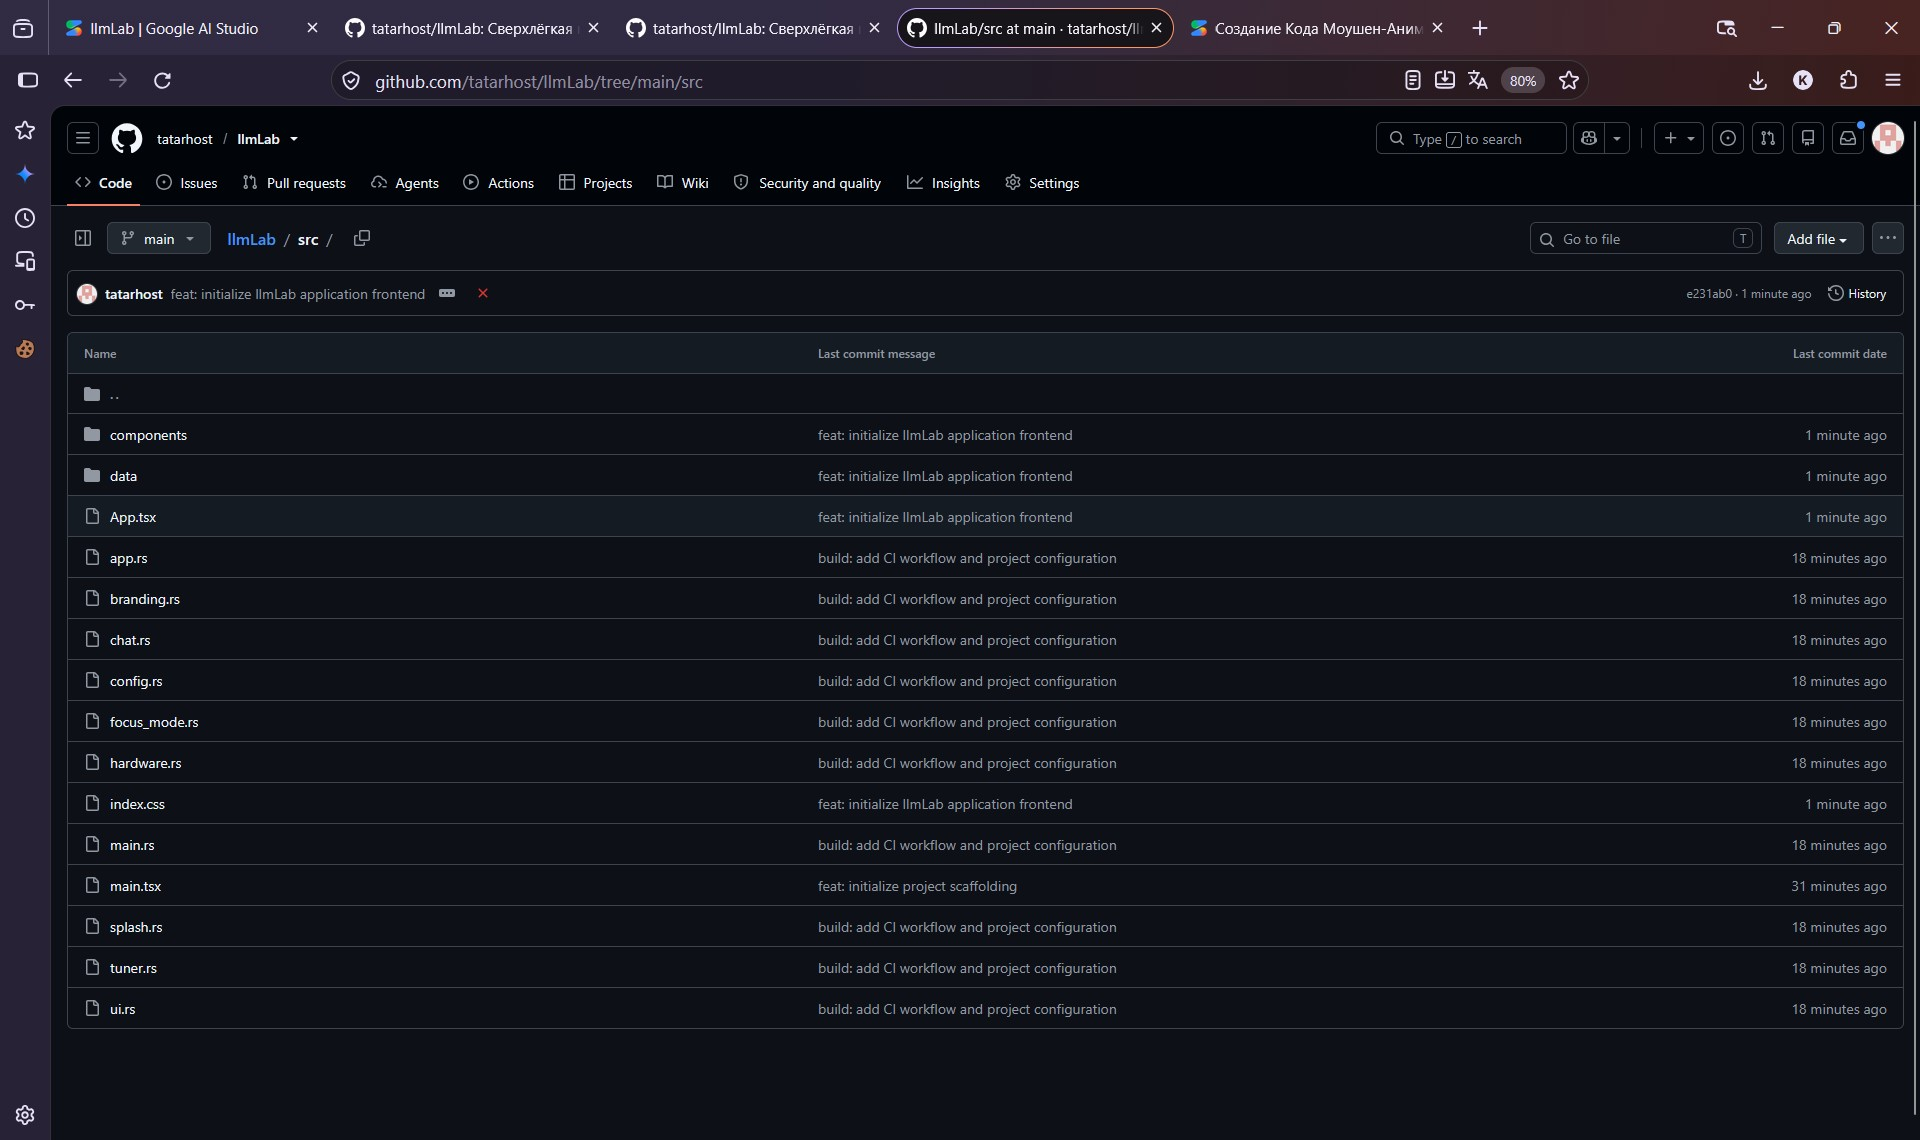 llmLab | Google AI Studio
tatarhost/llmLab: Сверхлёгкая
tatarhost/llmLab: Сверхлёгкая
llmLab/src at main · tatarhost/ll
Создание Кода Моушен-Аним
github.com/tatarhost/llmLab/tree/main/src
80%
K
tatarhost / llmLab
Type / to search
Code
Issues
Pull requests
Agents
Actions
Projects
Wiki
Security and quality
Insights
Settings
main
llmLab / src /
Go to file
T
Add file
tatarhost feat: initialize llmLab application frontend
e231ab0 · 1 minute ago
History
Name Last commit message Last commit date
..
components feat: initialize llmLab application frontend 1 minute ago
data feat: initialize llmLab application frontend 1 minute ago
App.tsx feat: initialize llmLab application frontend 1 minute ago
app.rs build: add CI workflow and project configuration 18 minutes ago
branding.rs build: add CI workflow and project configuration 18 minutes ago
chat.rs build: add CI workflow and project configuration 18 minutes ago
config.rs build: add CI workflow and project configuration 18 minutes ago
focus_mode.rs build: add CI workflow and project configuration 18 minutes ago
hardware.rs build: add CI workflow and project configuration 18 minutes ago
index.css feat: initialize llmLab application frontend 1 minute ago
main.rs build: add CI workflow and project configuration 18 minutes ago
main.tsx feat: initialize project scaffolding 31 minutes ago
splash.rs build: add CI workflow and project configuration 18 minutes ago
tuner.rs build: add CI workflow and project configuration 18 minutes ago
ui.rs build: add CI workflow and project configuration 18 minutes ago